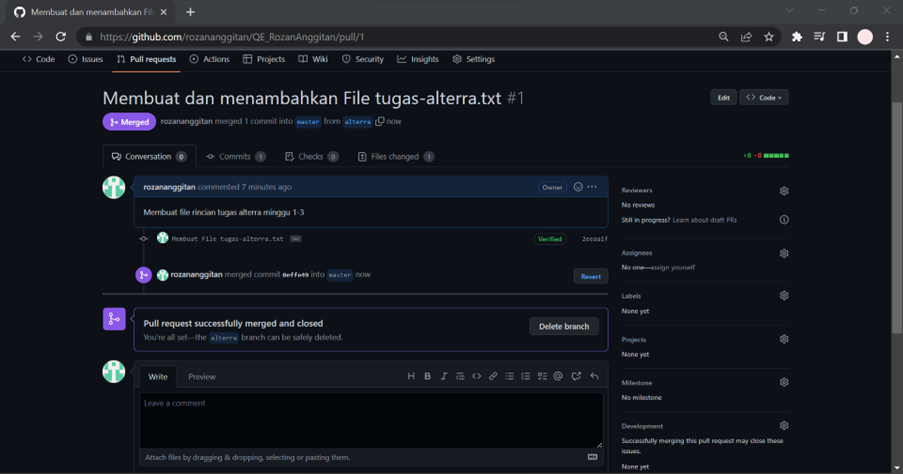 Membuat dan menambahkan Fil
https://github.com/rozananggitan/QE_RozanAnggitan/pull/1
Code Issues Pull requests Actions Projects Wiki Security Insights Settings
Membuat dan menambahkan File tugas-alterra.txt #1
Edit Code
Merged rozananggitan merged 1 commit into master from alterra now
Conversation 0 Commits 1 Checks 0 Files changed 1
+8 −0
rozananggitan commented 7 minutes ago Owner
Membuat file rincian tugas alterra minggu 1-3
Membuat File tugas-alterra.txt Verified 2eeaa1f
rozananggitan merged commit 0effe49 into master now Revert
Pull request successfully merged and closed
You're all set—the alterra branch can be safely deleted.
Delete branch
Write Preview
Leave a comment
Attach files by dragging & dropping, selecting or pasting them.
Reviewers
No reviews
Still in progress? Learn about draft PRs
Assignees
No one—assign yourself
Labels
None yet
Projects
None yet
Milestone
No milestone
Development
Successfully merging this pull request may close these
issues.
None yet